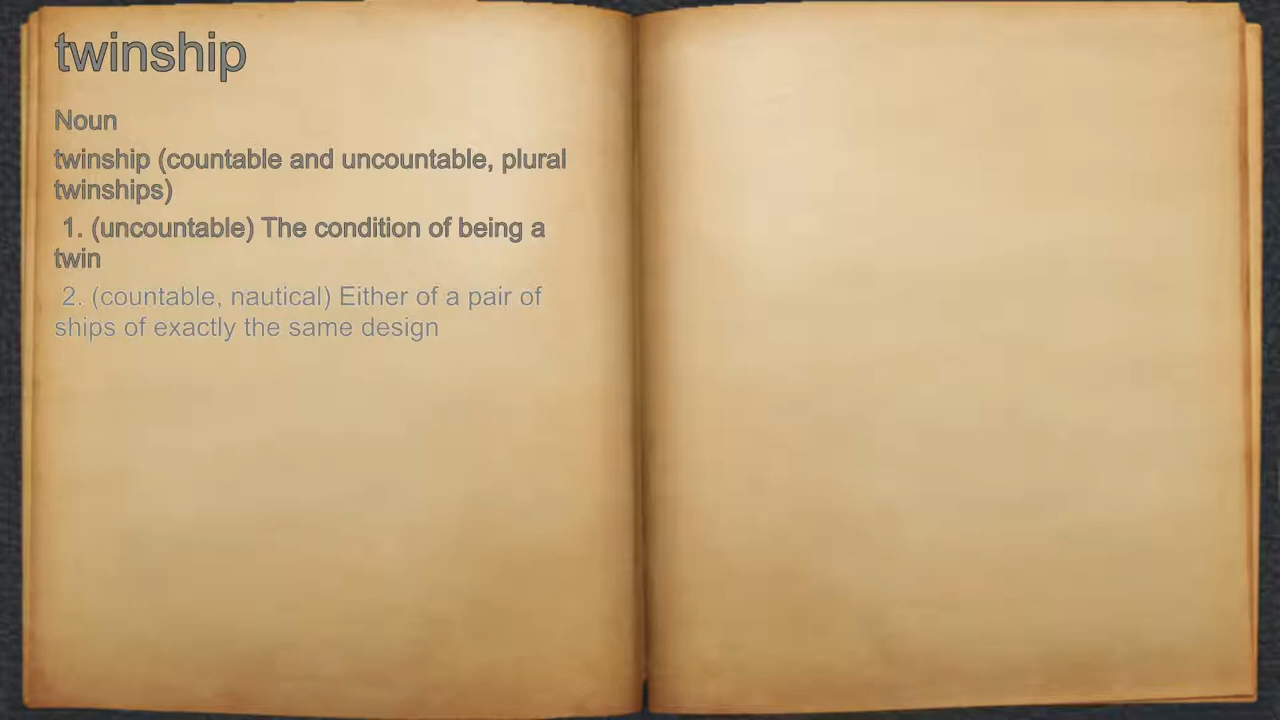 twinship
Noun
twinship (countable and uncountable, plural
twinships)
1. (uncountable) The condition of being a
twin
2. (countable, nautical) Either of a pair of
ships of exactly the same design